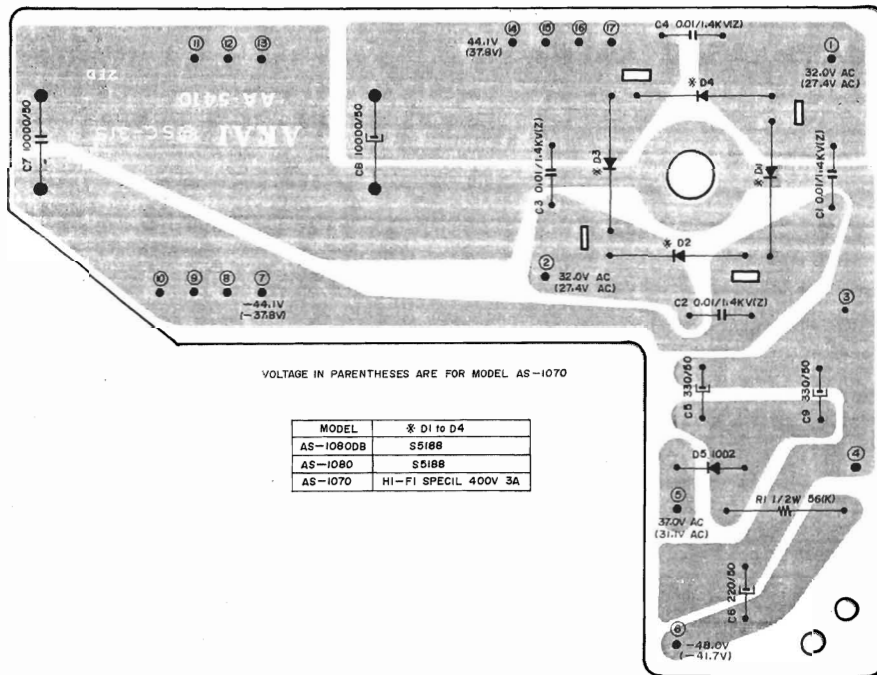 ⑪ ⑫ ⑬
⑭ ⑮ ⑯ ⑰
44.1V
(37.8V)
C4 0.01/1.4KV(Z)
①
32.0V AC
(27.4V AC)
※ D4
C7 10000/50
C8 10000/50
AA-5410
AKAI
C3 0.01/1.4KV(Z)
※ D3
※ D1
C1 0.01/1.4KV(Z)
※ D2
②
32.0V AC
(27.4V AC)
⑩ ⑨ ⑧ ⑦
-44.1V
(-37.8V)
C2 0.01/1.4KV(Z)
③
VOLTAGE IN PARENTHESES ARE FOR MODEL AS-1070
C5 330/50
C9 330/50
MODEL ※ D1 to D4
AS-1080DB S5188
AS-1080 S5188
AS-1070 HI-FI SPECIL 400V 3A
D5 10D2
④
⑤
37.0V AC
(31.1V AC)
R1 1/2W 56(K)
C6 220/50
⑥
-48.0V
(-41.7V)